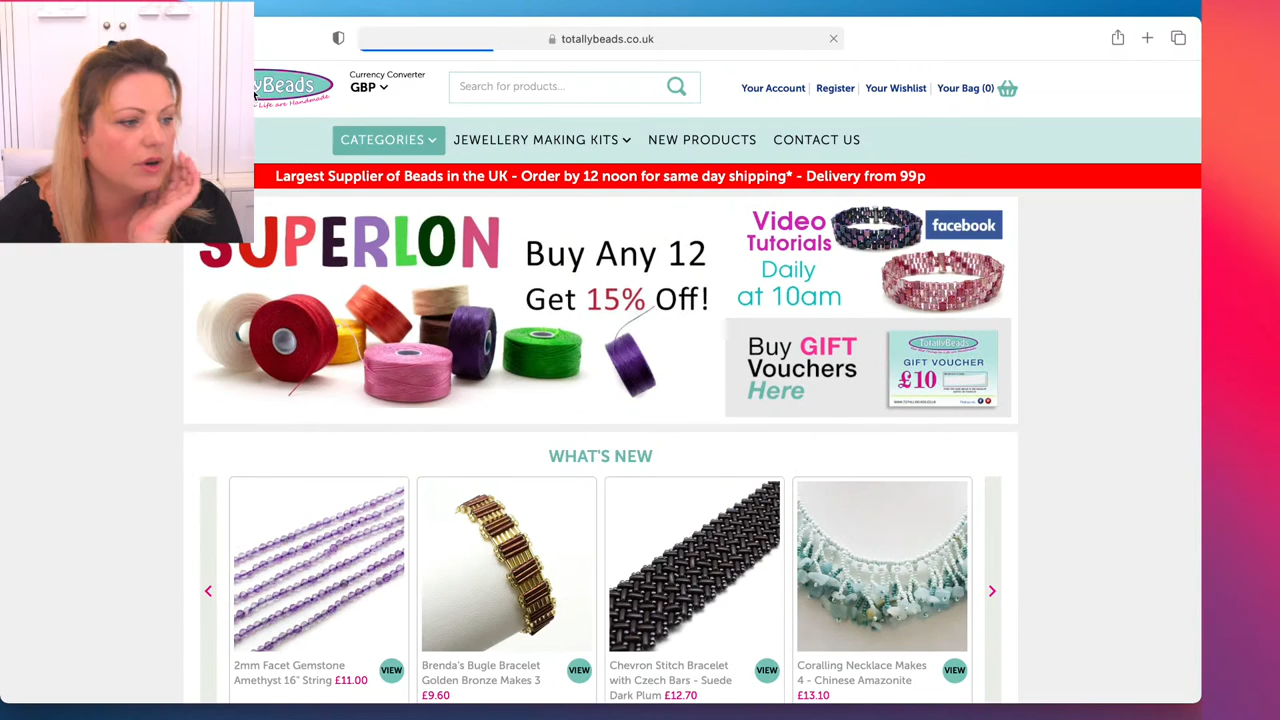 totallybeads.co.uk
yBeads
Life are Handmade
Currency Converter
GBP
Search for products...
Your Account
Register
Your Wishlist
Your Bag (0)
CATEGORIES
JEWELLERY MAKING KITS
NEW PRODUCTS
CONTACT US
Largest Supplier of Beads in the UK - Order by 12 noon for same day shipping* - Delivery from 99p
SUPERLON
Buy Any 12
Get 15% Off!
Video
Tutorials
Daily
at 10am
facebook
Buy GIFT
Vouchers
Here
TotallyBeads
GIFT VOUCHER
£10
WHAT'S NEW
2mm Facet Gemstone
Amethyst 16" String £11.00
VIEW
Brenda's Bugle Bracelet
Golden Bronze Makes 3
£9.60
VIEW
Chevron Stitch Bracelet
with Czech Bars - Suede
Dark Plum £12.70
VIEW
Coralling Necklace Makes
4 - Chinese Amazonite
£13.10
VIEW